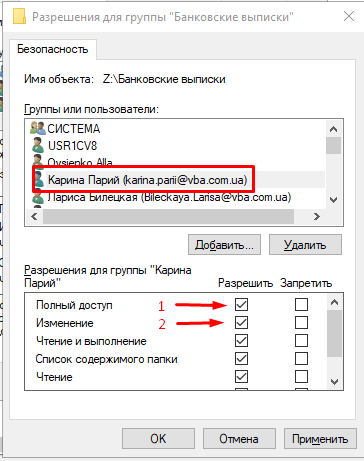 Разрешения для группы "Банковские выписки"
Безопасность
Имя объекта: Z:\Банковские выписки
Группы или пользователи:
СИСТЕМА
USR1CV8
Ovsienko Alla
Карина Парий (karina.parii@vba.com.ua)
Лариса Билецкая (Bileckaya.Larisa@vba.com.ua)
Добавить...
Удалить
Разрешения для группы "Карина Парий"
Разрешить
Запретить
Полный доступ 1
Изменение 2
Чтение и выполнение
Список содержимого папки
Чтение
OK
Отмена
Применить